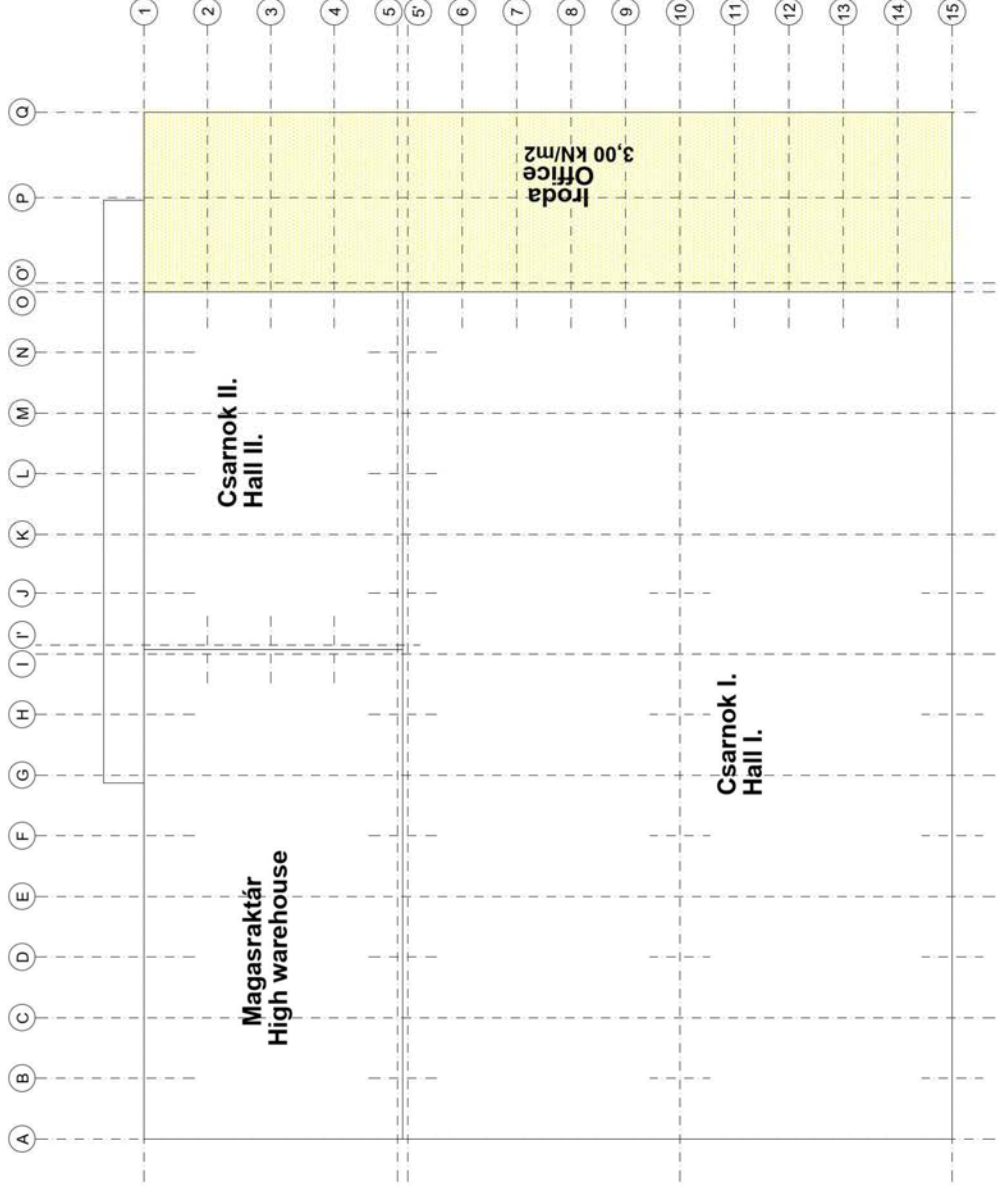 1
2
3
4
5
5'
6
7
8
9
10
11
12
13
14
15
Q
P
O'
O
N
M
L
K
J
I'
I
H
G
F
E
D
C
B
A
Iroda
Office
3,00 kN/m2
Csarnok II.
Hall II.
Magasraktár
High warehouse
Csarnok I.
Hall I.